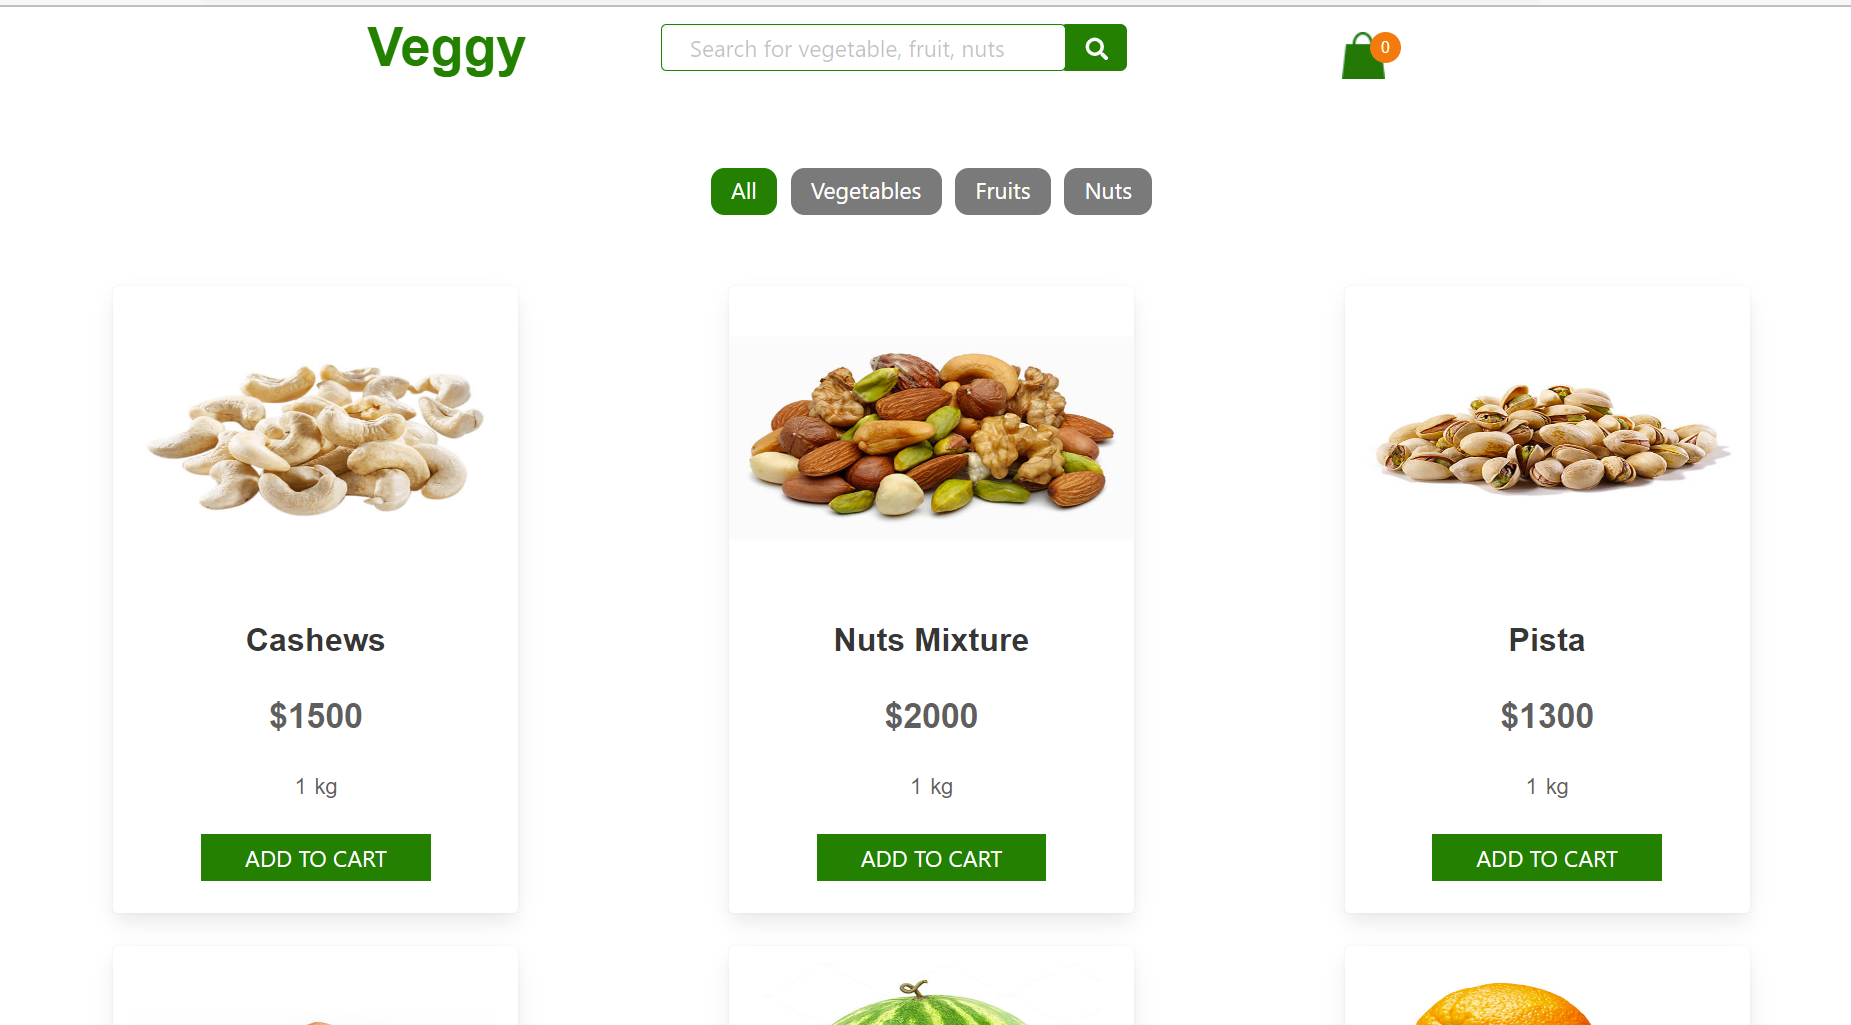 Veggy
Search for vegetable, fruit, nuts
0
All
Vegetables
Fruits
Nuts
Cashews
$1500
1 kg
ADD TO CART
Nuts Mixture
$2000
1 kg
ADD TO CART
Pista
$1300
1 kg
ADD TO CART